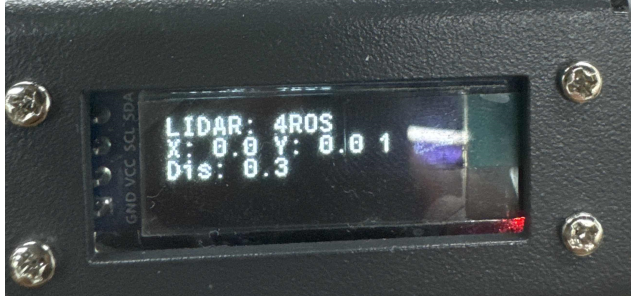 GND VCC SCL SDA
LIDAR: 4ROS
X: 0.0 Y: 0.0 1
Dis: 0.3